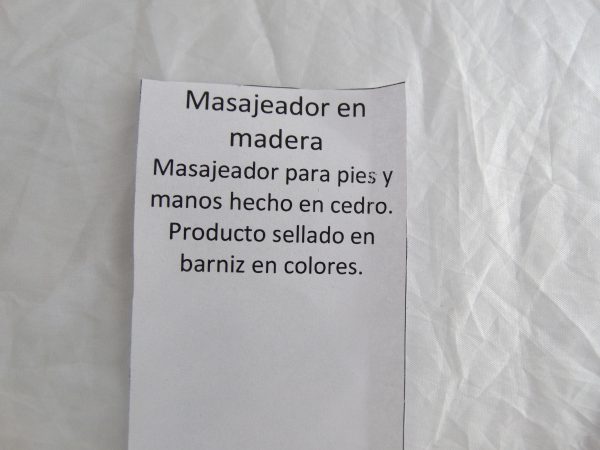 Masajeador en
madera
Masajeador para pies y
manos hecho en cedro.
Producto sellado en
barniz en colores.